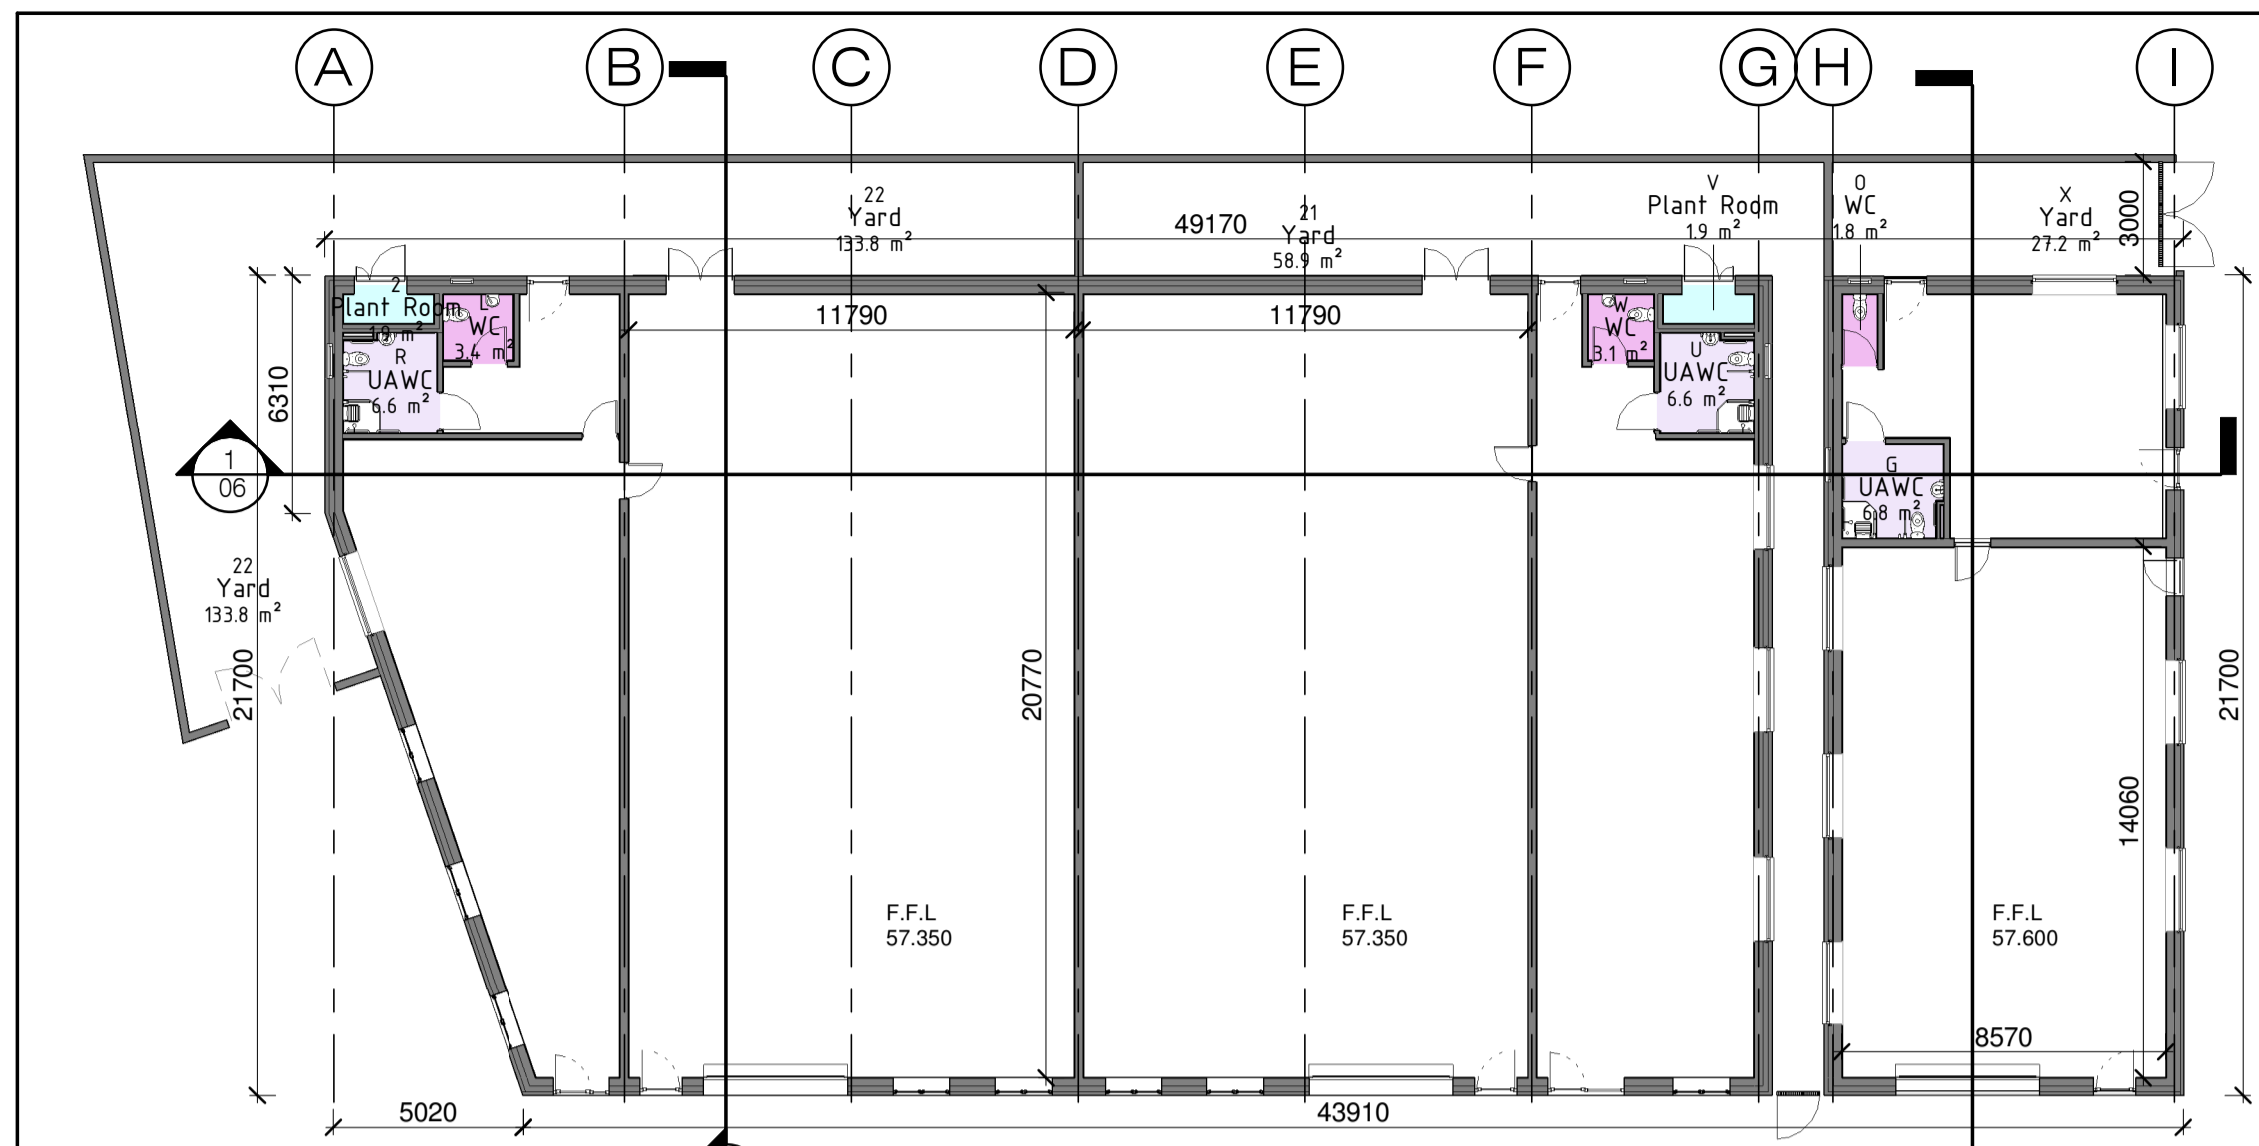 A B C D E F G H I
22
Yard
133.8 m²
49170
21
Yard
58.9 m²
V
Plant Room
1.9 m²
O
WC
1.8 m²
X
Yard
27.2 m²
3000
2
Plant Room
1.9 m²
L
WC
3.4 m²
R
UAWC
6.6 m²
11790
11790
W
WC
3.1 m²
U
UAWC
6.6 m²
6310
1
06
G
UAWC
6.8 m²
22
Yard
133.8 m²
21700
20770
14060
21700
F.F.L
57.350
F.F.L
57.350
F.F.L
57.600
8570
5020
43910